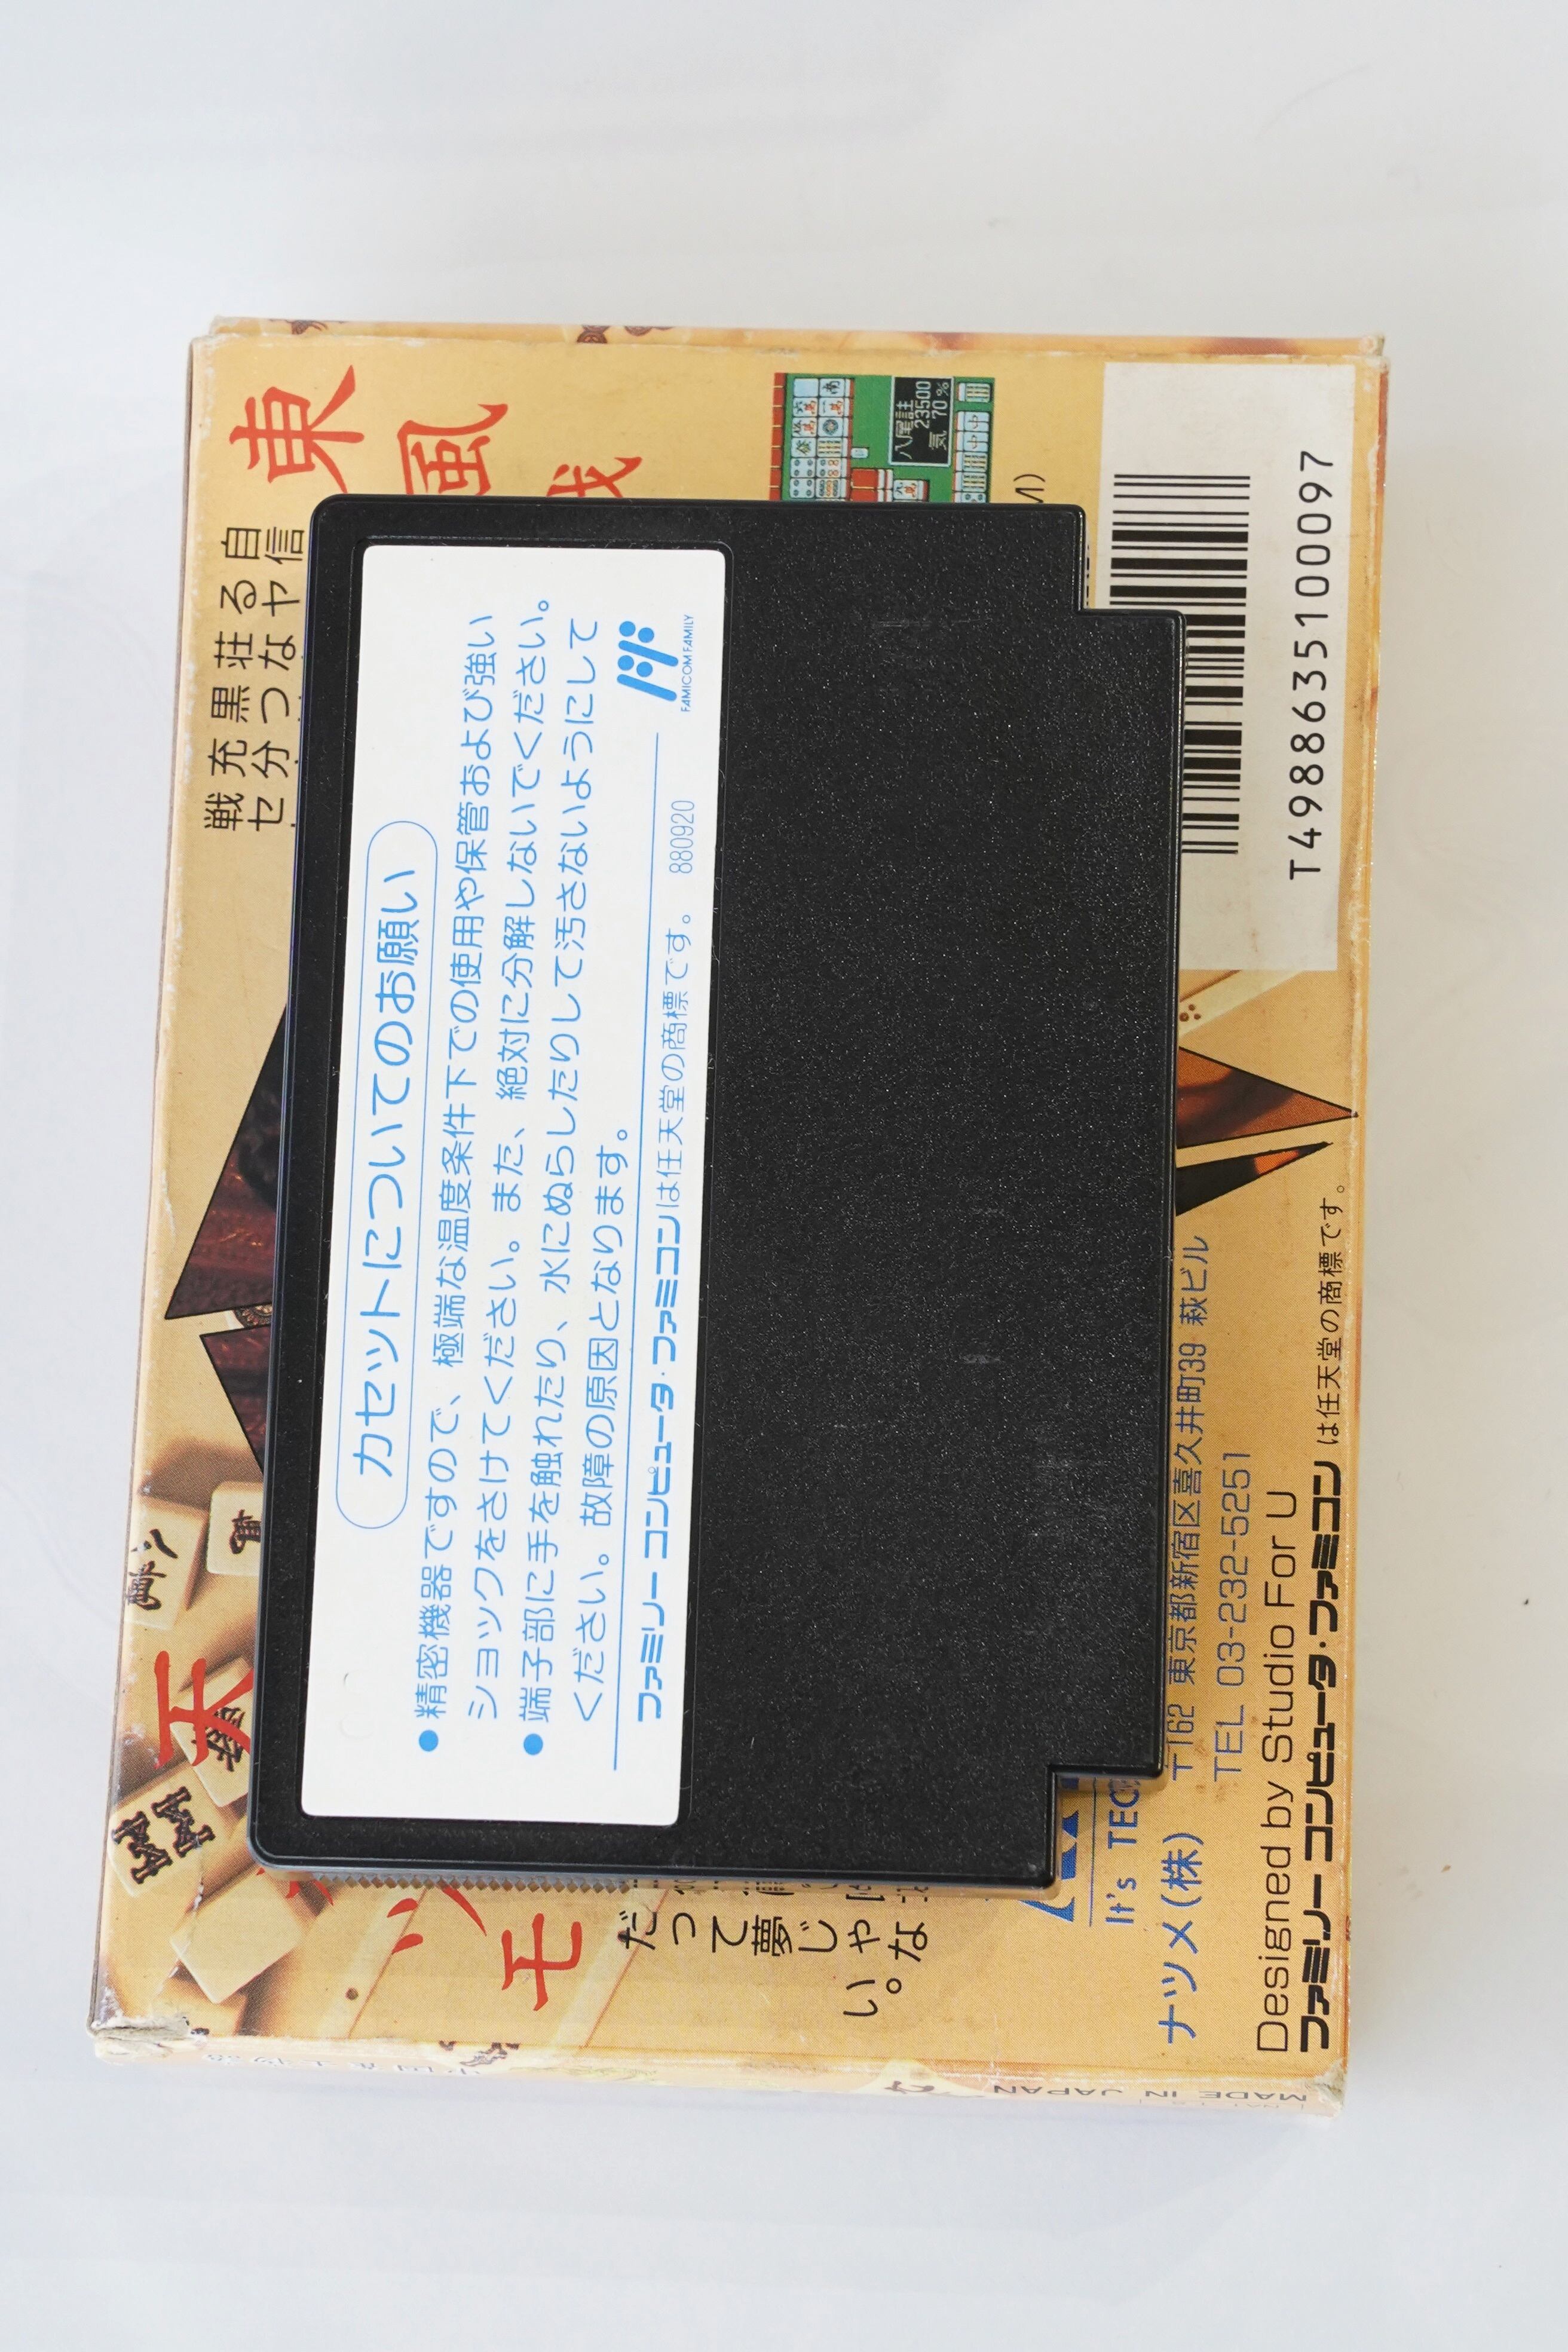 カセットについてのお願い
●精密機器ですので、極端な温度条件下での使用や保管および強い
ショックをさけてください。また、絶対に分解しないでください。
●端子部に手を触れたり、水にぬらしたりして汚さないようにして
ください。故障の原因となります。
ファミリーコンピュータ・ファミコンは任天堂の商標です。 880920
FAMICOM FAMILY
東
風
戦
自信
るヤ
荘な
黒つ
充分
戦セ
八尾註
23500
気 70%
T4988635100097
天
ツモ
だって夢じゃな
い。
It's TEC
ナツメ(株) 〒162 東京都新宿区喜久井町39 萩ビル
TEL 03-232-5251
Designed by Studio For U
ファミリーコンピュータ・ファミコン は任天堂の商標です。
MADE IN JAPAN